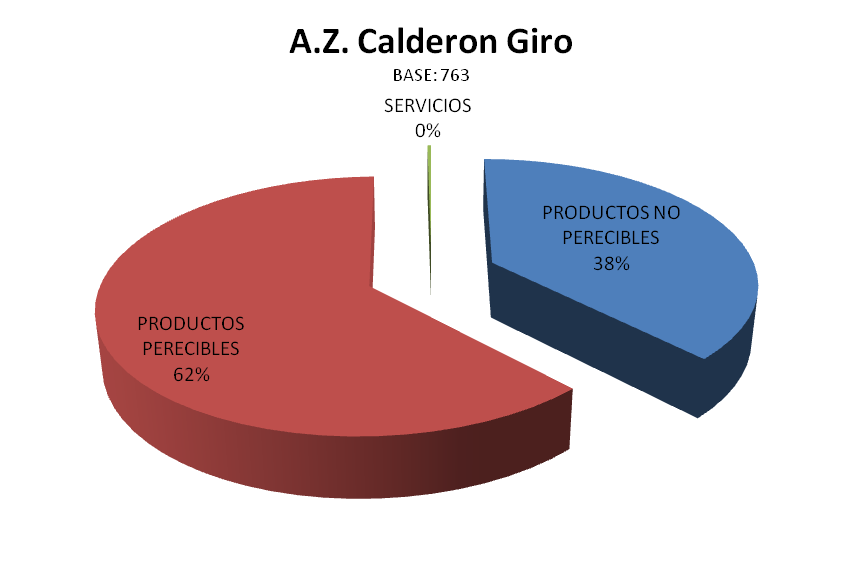 A.Z. Calderon Giro
BASE: 763
SERVICIOS
0%
PRODUCTOS NO
PERECIBLES
38%
PRODUCTOS
PERECIBLES
62%